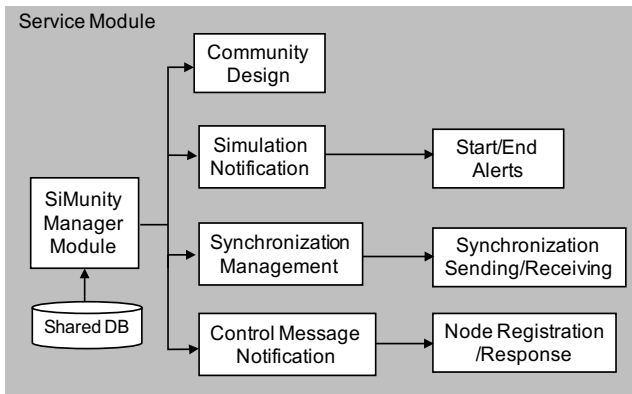 Service Module
Community
Design
Simulation
Notification
Start/End
Alerts
SiMunity
Manager
Module
Synchronization
Management
Synchronization
Sending/Receiving
Shared DB
Control Message
Notification
Node Registration
/Response